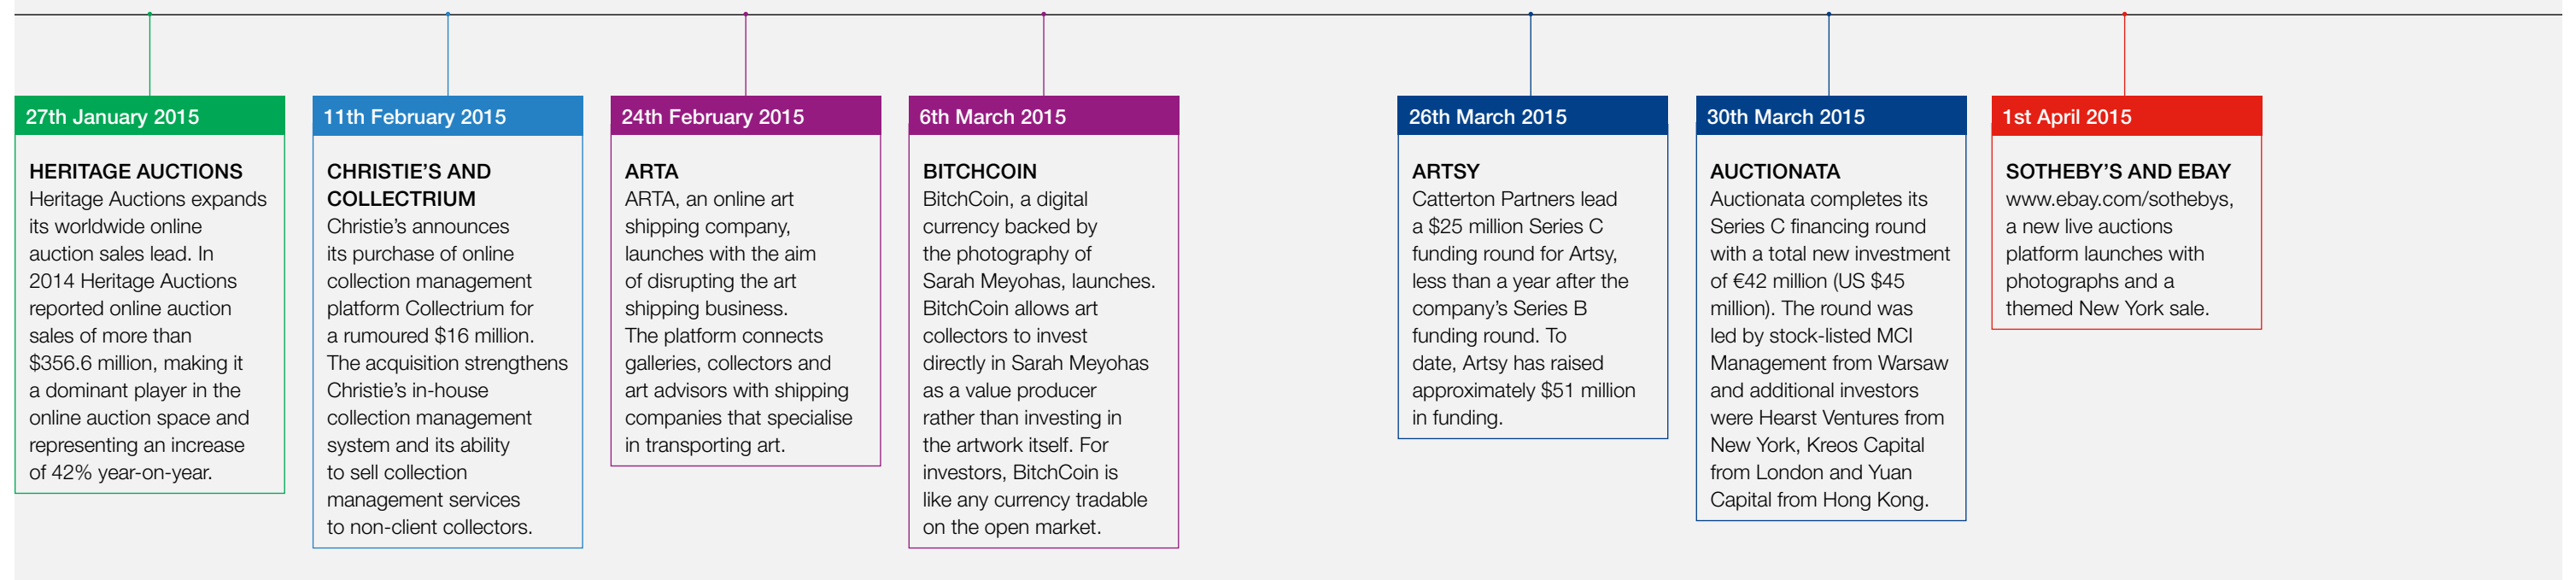 27th January 2015
HERITAGE AUCTIONS
Heritage Auctions expands
its worldwide online
auction sales lead. In
2014 Heritage Auctions
reported online auction
sales of more than
$356.6 million, making it
a dominant player in the
online auction space and
representing an increase
of 42% year-on-year.
11th February 2015
CHRISTIE’S AND
COLLECTRIUM
Christie’s announces
its purchase of online
collection management
platform Collectrium for
a rumoured $16 million.
The acquisition strengthens
Christie’s in-house
collection management
system and its ability
to sell collection
management services
to non-client collectors.
24th February 2015
ARTA
ARTA, an online art
shipping company,
launches with the aim
of disrupting the art
shipping business.
The platform connects
galleries, collectors and
art advisors with shipping
companies that specialise
in transporting art.
6th March 2015
BITCHCOIN
BitchCoin, a digital
currency backed by
the photography of
Sarah Meyohas, launches.
BitchCoin allows art
collectors to invest
directly in Sarah Meyohas
as a value producer
rather than investing in
the artwork itself. For
investors, BitchCoin is
like any currency tradable
on the open market.
26th March 2015
ARTSY
Catterton Partners lead
a $25 million Series C
funding round for Artsy,
less than a year after the
company’s Series B
funding round. To
date, Artsy has raised
approximately $51 million
in funding.
30th March 2015
AUCTIONATA
Auctionata completes its
Series C financing round
with a total new investment
of €42 million (US $45
million). The round was
led by stock-listed MCI
Management from Warsaw
and additional investors
were Hearst Ventures from
New York, Kreos Capital
from London and Yuan
Capital from Hong Kong.
1st April 2015
SOTHEBY’S AND EBAY
www.ebay.com/sothebys,
a new live auctions
platform launches with
photographs and a
themed New York sale.